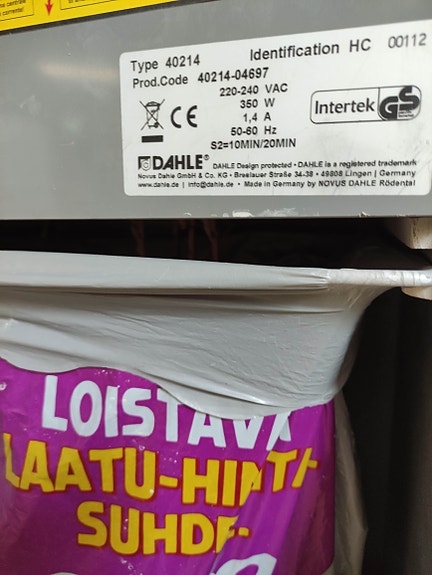 Type 40214 Identification HC 00112
Prod.Code 40214-04697
220-240 VAC
350 W
1,4 A
50-60 Hz
S2=10MIN/20MIN
CE
Intertek GS
DAHLE® DAHLE Design protected • DAHLE is a registered trademark
Novus Dahle GmbH & Co. KG • Breslauer Straße 34-38 • 49808 Lingen | Germany
www.dahle.de | info@dahle.de • Made in Germany by NOVUS DAHLE Rödental
LOISTAVA
LAATU-HINTA
SUHDE-